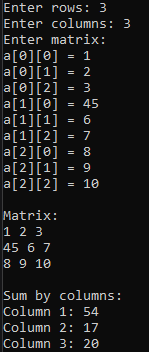 Enter rows: 3
Enter columns: 3
Enter matrix:
a[0][0] = 1
a[0][1] = 2
a[0][2] = 3
a[1][0] = 45
a[1][1] = 6
a[1][2] = 7
a[2][0] = 8
a[2][1] = 9
a[2][2] = 10

Matrix:
1 2 3
45 6 7
8 9 10

Sum by columns:
Column 1: 54
Column 2: 17
Column 3: 20